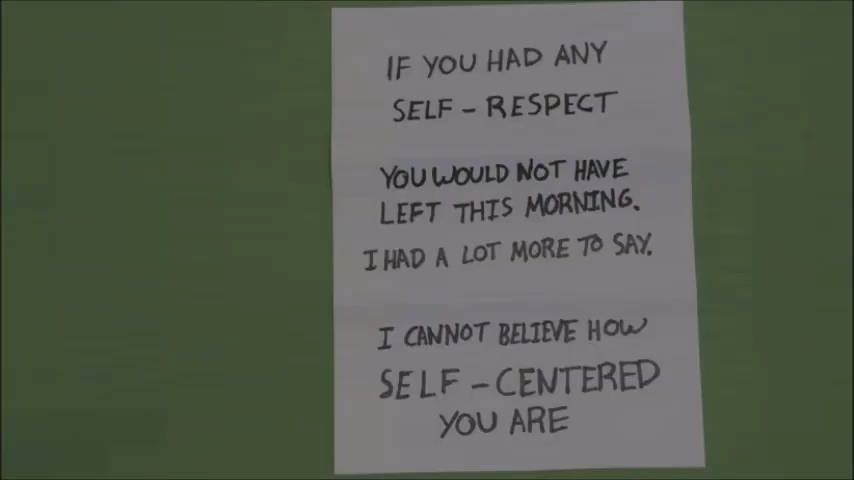 IF YOU HAD ANY
SELF-RESPECT
YOU WOULD NOT HAVE
LEFT THIS MORNING.
I HAD A LOT MORE TO SAY.
I CANNOT BELIEVE HOW
SELF-CENTERED
YOU ARE